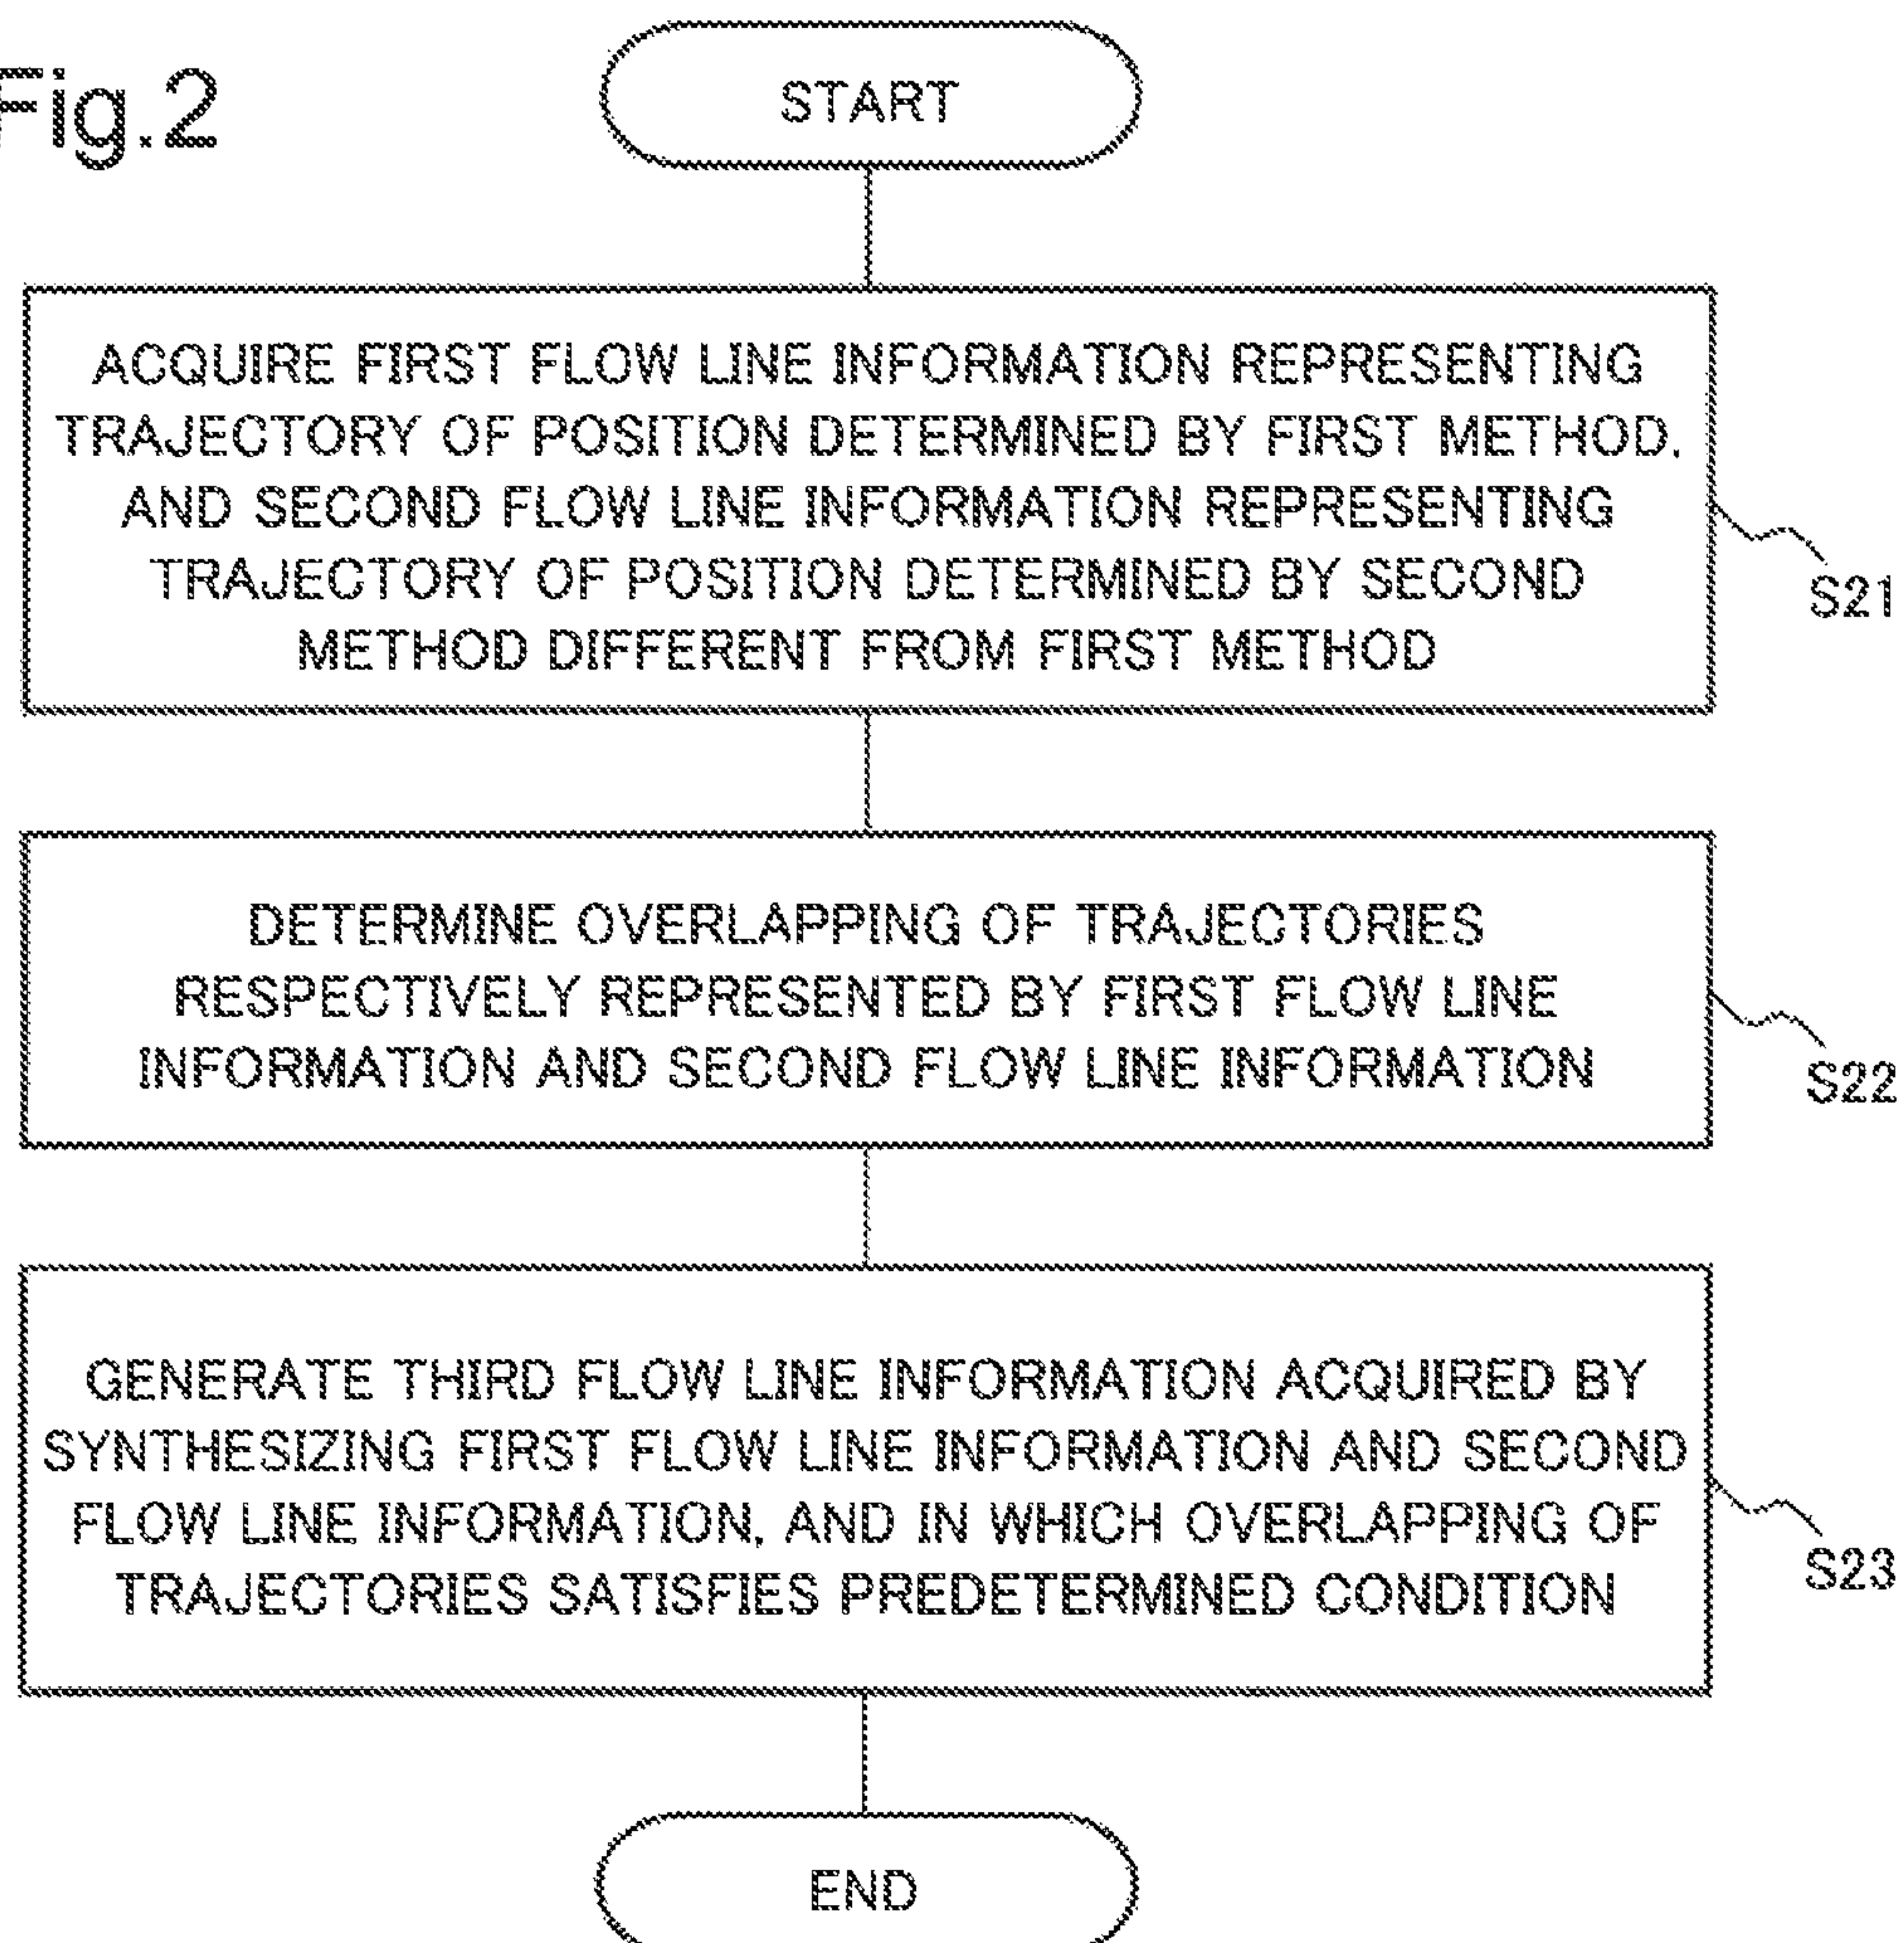 Fig.2
START
ACQUIRE FIRST FLOW LINE INFORMATION REPRESENTING
TRAJECTORY OF POSITION DETERMINED BY FIRST METHOD,
AND SECOND FLOW LINE INFORMATION REPRESENTING
TRAJECTORY OF POSITION DETERMINED BY SECOND
METHOD DIFFERENT FROM FIRST METHOD
S21
DETERMINE OVERLAPPING OF TRAJECTORIES
RESPECTIVELY REPRESENTED BY FIRST FLOW LINE
INFORMATION AND SECOND FLOW LINE INFORMATION
S22
GENERATE THIRD FLOW LINE INFORMATION ACQUIRED BY
SYNTHESIZING FIRST FLOW LINE INFORMATION AND SECOND
FLOW LINE INFORMATION, AND IN WHICH OVERLAPPING OF
TRAJECTORIES SATISFIES PREDETERMINED CONDITION
S23
END